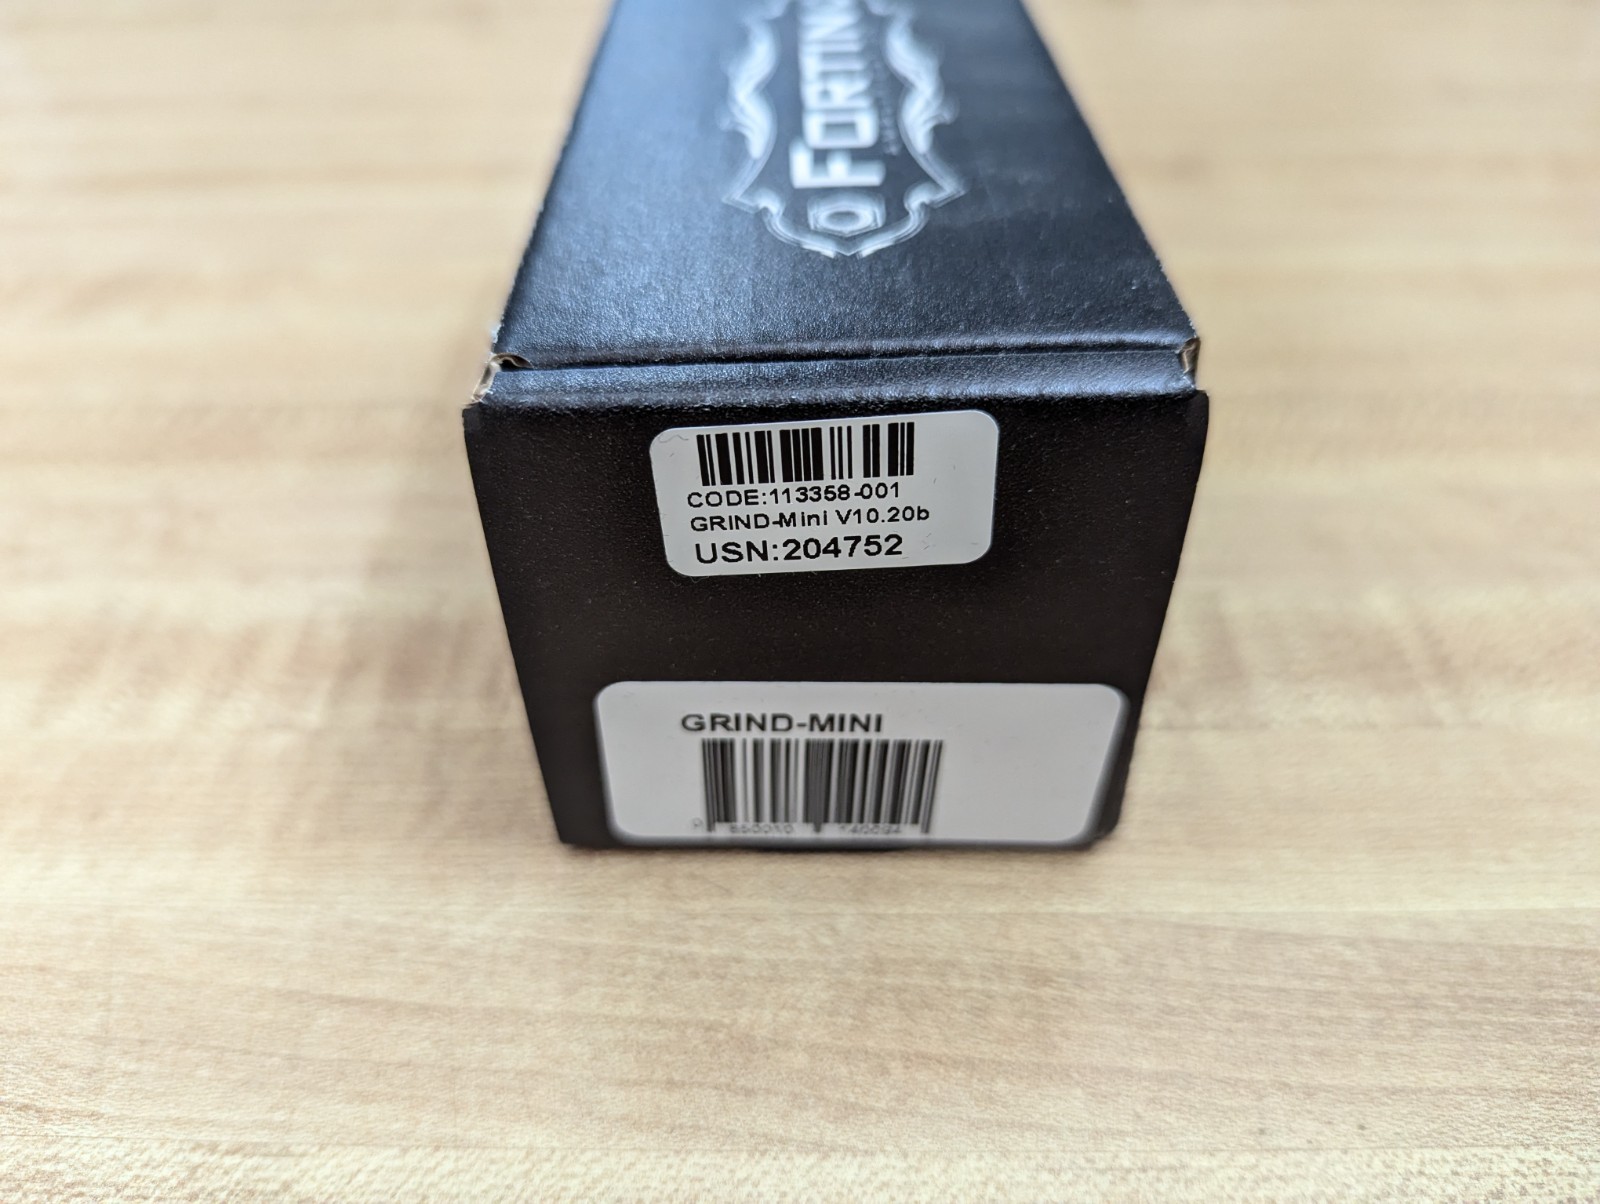 FORTIN
CODE:113358-001
GRIND-Mini V10.20b
USN:204752
GRIND-MINI